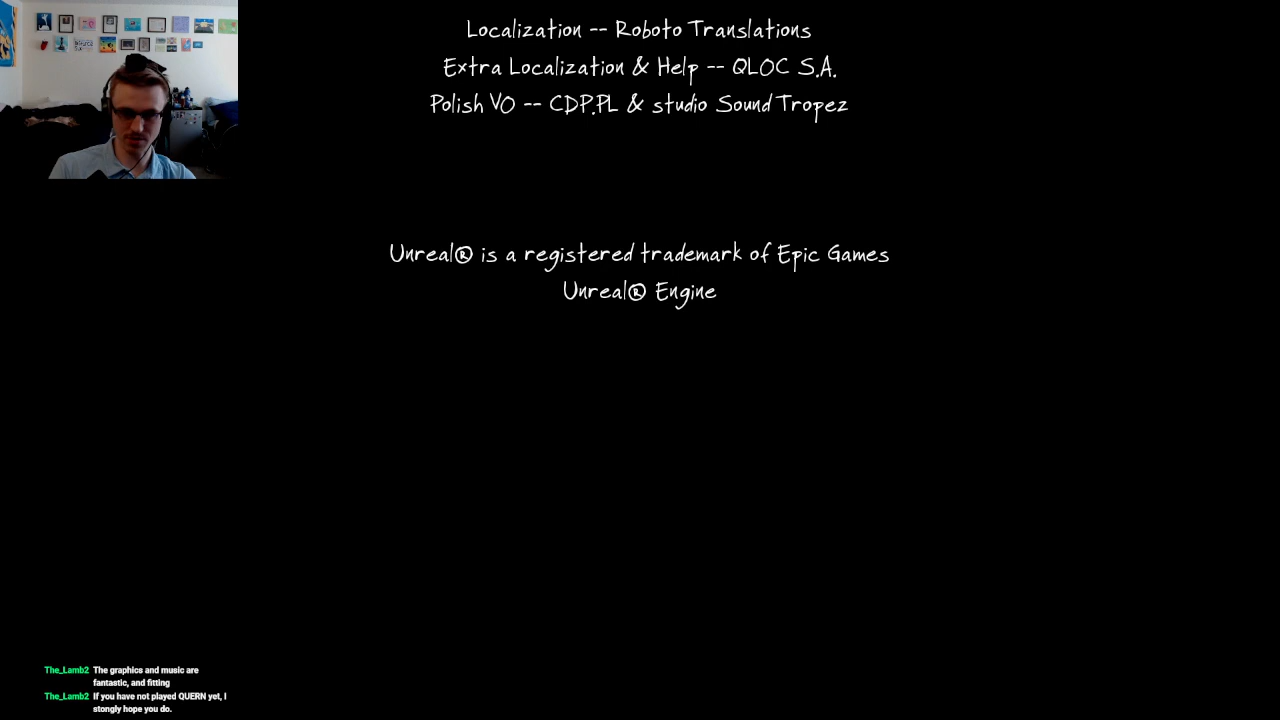 Localization -- Roboto Translations
Extra Localization & Help -- QLOC S.A.
Polish VO -- CDP.PL & studio Sound Tropez
Unreal® is a registered trademark of Epic Games
Unreal® Engine
The_Lamb2 The graphics and music are
fantastic, and fitting
The_Lamb2 If you have not played QUERN yet, I
stongly hope you do.